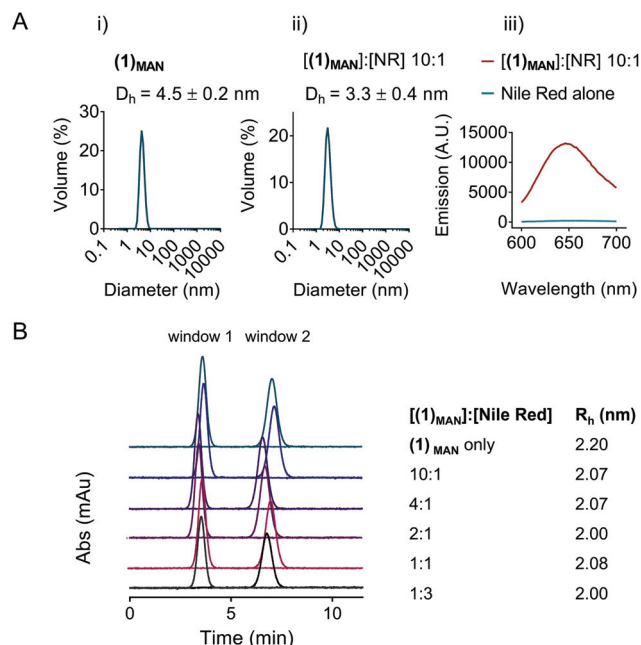 A
i)
(1)MAN
Dh = 4.5 ± 0.2 nm
Volume (%)
30
20
10
0
0.1
1
10
100
1000
10000
Diameter (nm)
ii)
[(1)MAN]:[NR] 10:1
Dh = 3.3 ± 0.4 nm
Volume (%)
20
10
0
0.1
1
10
100
1000
10000
Diameter (nm)
iii)
[(1)MAN]:[NR] 10:1
Nile Red alone
Emission (A.U.)
15000
10000
5000
0
600 650 700
Wavelength (nm)
B
window 1 window 2
Abs (mAu)
0 5 10
Time (min)
[(1)MAN]:[Nile Red] Rh (nm)
(1) MAN only 2.20
10:1 2.07
4:1 2.07
2:1 2.00
1:1 2.08
1:3 2.00